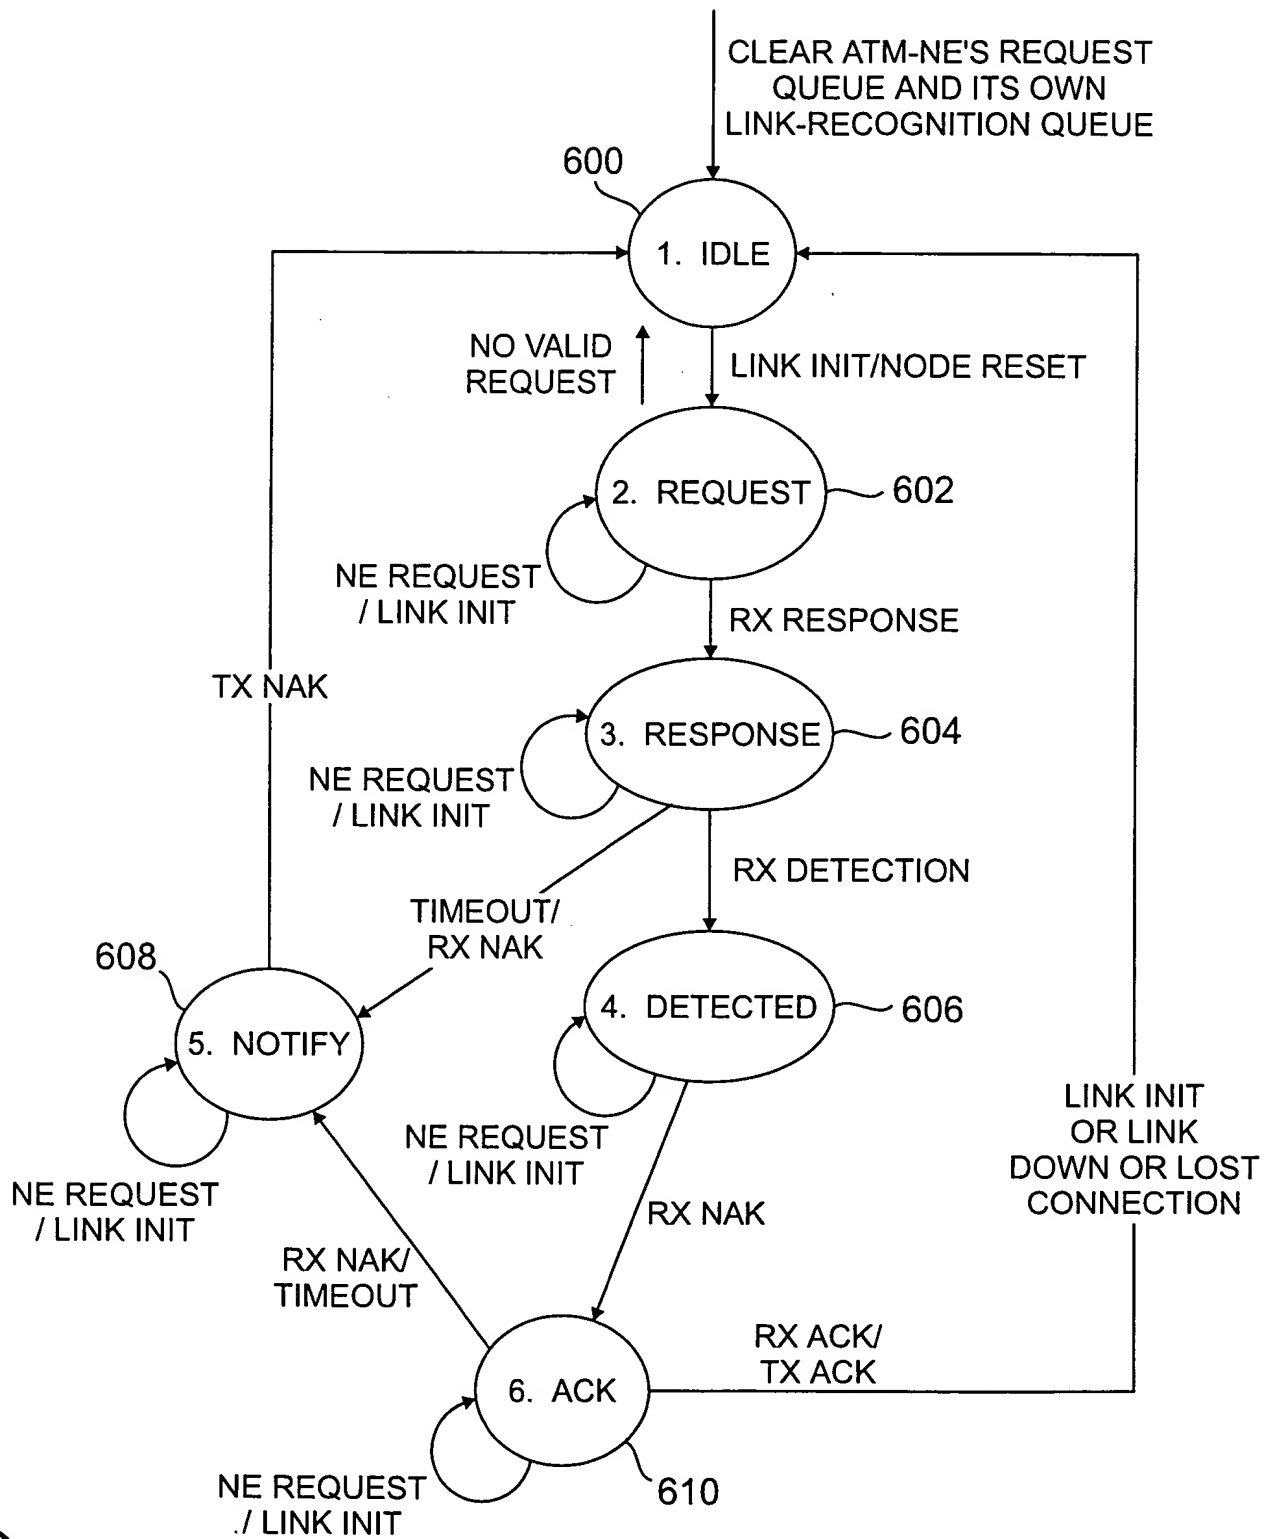 CLEAR ATM-NE'S REQUEST
QUEUE AND ITS OWN
LINK-RECOGNITION QUEUE
600
1. IDLE
NO VALID
REQUEST
LINK INIT/NODE RESET
2. REQUEST
602
NE REQUEST
/ LINK INIT
RX RESPONSE
TX NAK
3. RESPONSE
604
NE REQUEST
/ LINK INIT
RX DETECTION
TIMEOUT/
RX NAK
608
4. DETECTED
606
5. NOTIFY
NE REQUEST
/ LINK INIT
LINK INIT
OR LINK
DOWN OR LOST
CONNECTION
NE REQUEST
/ LINK INIT
RX NAK
RX NAK/
TIMEOUT
RX ACK/
TX ACK
6. ACK
610
NE REQUEST
./ LINK INIT